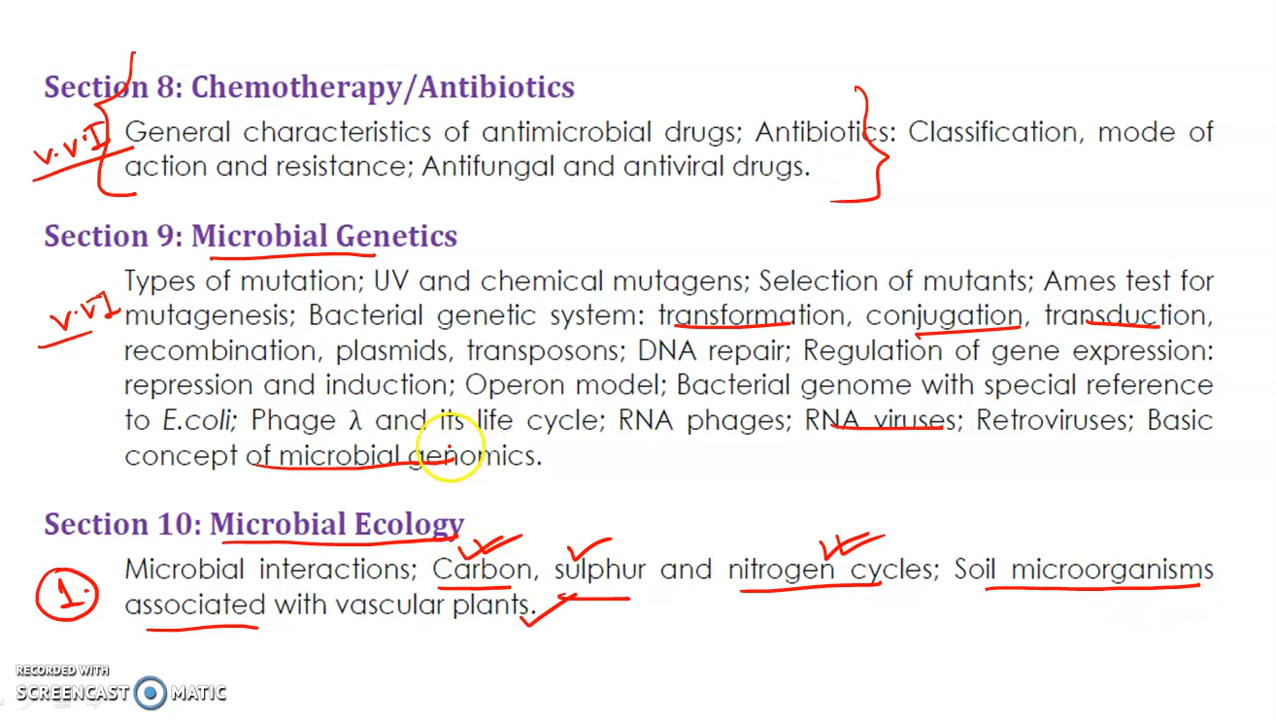 Section 8: Chemotherapy/Antibiotics
V.V.I General characteristics of antimicrobial drugs; Antibiotics: Classification, mode of
action and resistance; Antifungal and antiviral drugs.
Section 9: Microbial Genetics
Types of mutation; UV and chemical mutagens; Selection of mutants; Ames test for
V.VI mutagenesis; Bacterial genetic system: transformation, conjugation, transduction,
recombination, plasmids, transposons; DNA repair; Regulation of gene expression:
repression and induction; Operon model; Bacterial genome with special reference
to E.coli; Phage λ and its life cycle; RNA phages; RNA viruses; Retroviruses; Basic
concept of microbial genomics.
Section 10: Microbial Ecology
Microbial interactions; Carbon, sulphur and nitrogen cycles; Soil microorganisms
1. associated with vascular plants.
RECORDED WITH
SCREENCAST MATIC